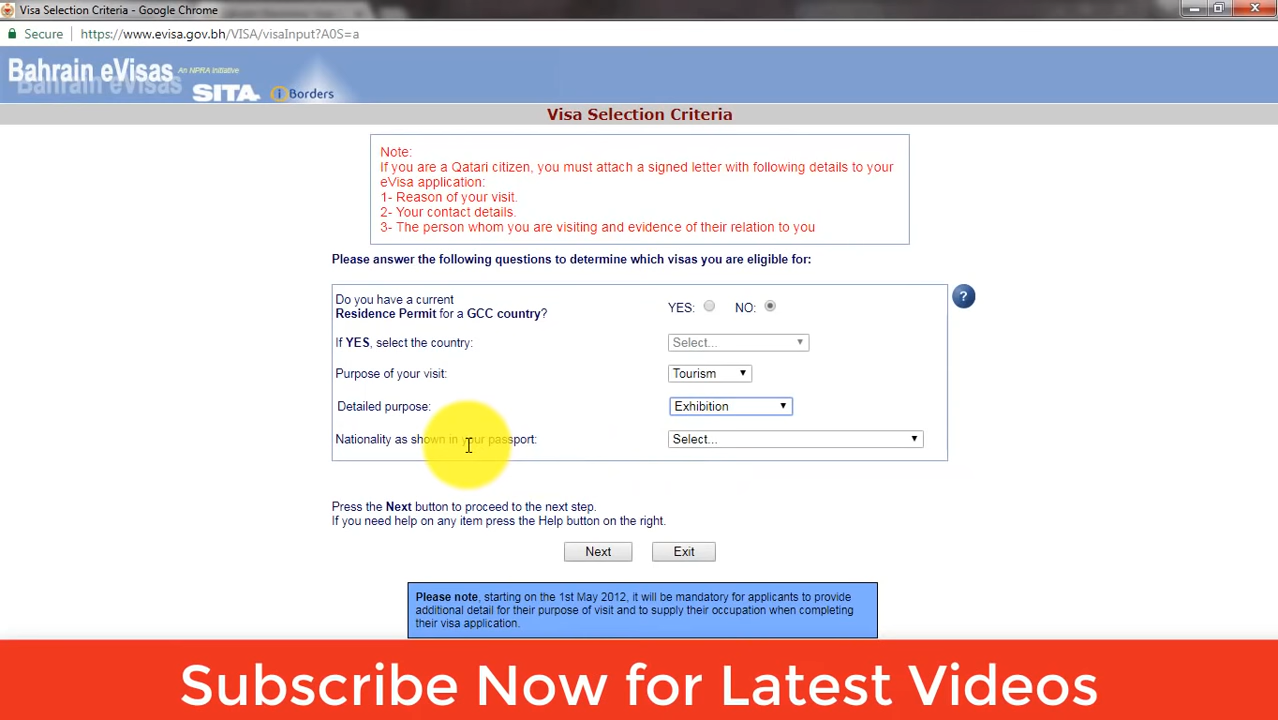 Visa Selection Criteria - Google Chrome
Secure | https://www.evisa.gov.bh/VISA/visaInput?A0S=a
Bahrain eVisas An NPRA Initiative
SITA iBorders
Visa Selection Criteria
Note:
If you are a Qatari citizen, you must attach a signed letter with following details to your
eVisa application:
1- Reason of your visit.
2- Your contact details.
3- The person whom you are visiting and evidence of their relation to you
Please answer the following questions to determine which visas you are eligible for:
Do you have a current
Residence Permit for a GCC country? YES: NO:
?
If YES, select the country: Select...
Purpose of your visit: Tourism
Detailed purpose: Exhibition
Nationality as shown in your passport: Select...
Press the Next button to proceed to the next step.
If you need help on any item press the Help button on the right.
Next Exit
Please note, starting on the 1st May 2012, it will be mandatory for applicants to provide
additional detail for their purpose of visit and to supply their occupation when completing
their visa application.
Subscribe Now for Latest Videos